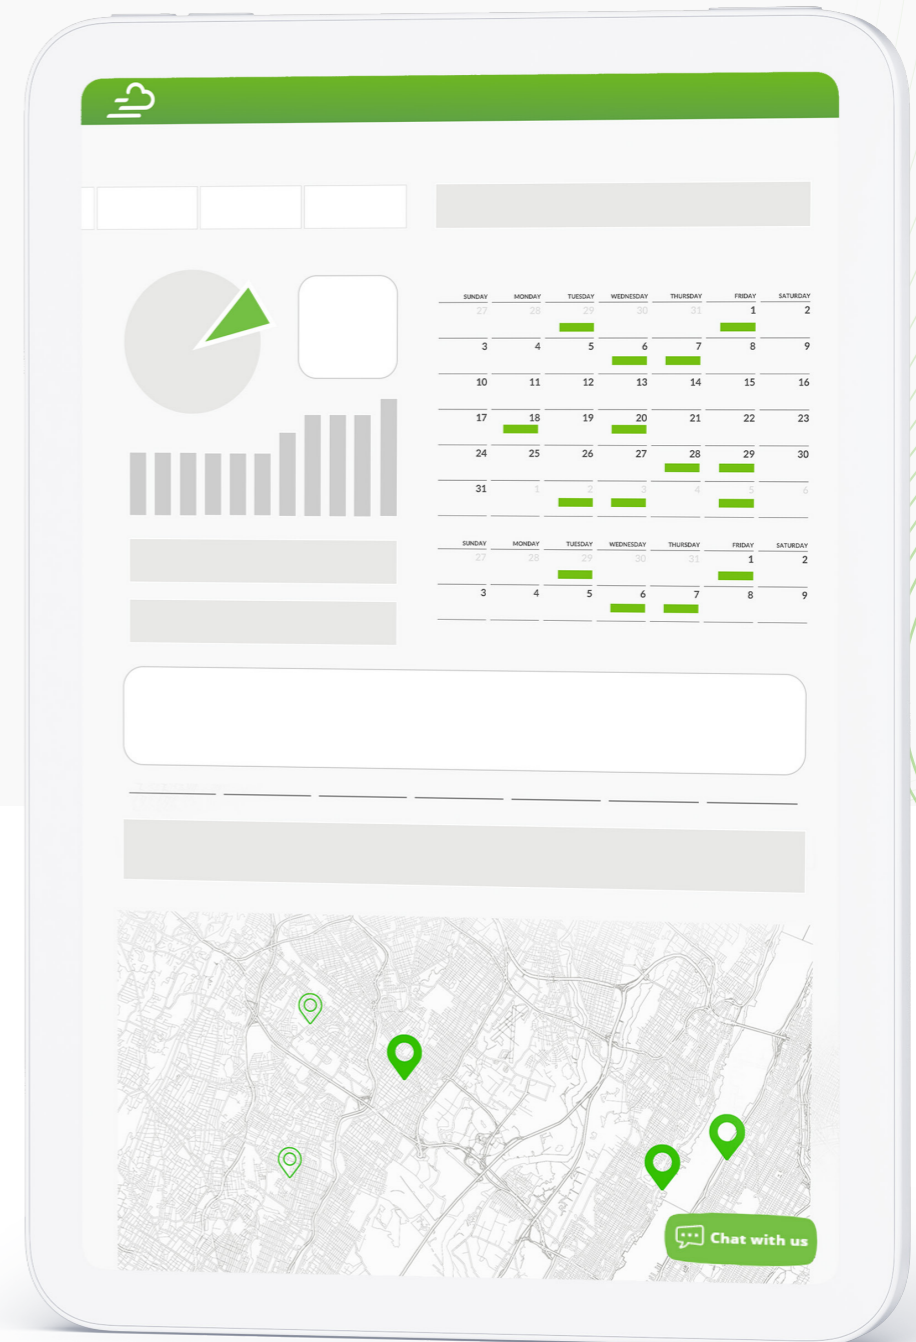 SUNDAY MONDAY TUESDAY WEDNESDAY THURSDAY FRIDAY SATURDAY
27 28 29 30 31 1 2
3 4 5 6 7 8 9
10 11 12 13 14 15 16
17 18 19 20 21 22 23
24 25 26 27 28 29 30
31 1 2 3 4 5 6
SUNDAY MONDAY TUESDAY WEDNESDAY THURSDAY FRIDAY SATURDAY
27 28 29 30 31 1 2
3 4 5 6 7 8 9
Chat with us